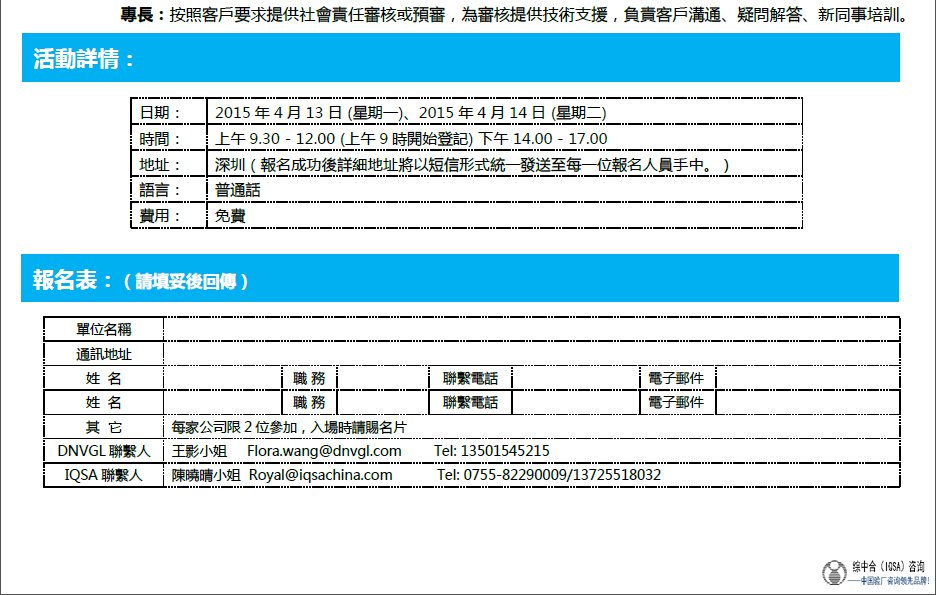 專長：按照客戶要求提供社會責任審核或預審，為審核提供技術支援，負責客戶溝通、疑問解答、新同事培訓。
活動詳情：
日期： 2015 年 4 月 13 日 (星期一)、2015 年 4 月 14 日 (星期二)
時間： 上午 9.30 - 12.00 (上午 9 時開始登記) 下午 14.00 - 17.00
地址： 深圳（報名成功後詳細地址將以短信形式統一發送至每一位報名人員手中。）
語言： 普通話
費用： 免費
報名表：（請填妥後回傳）
單位名稱
通訊地址
姓 名 職 務 聯繫電話 電子郵件
姓 名 職 務 聯繫電話 電子郵件
其 它 每家公司限 2 位參加，入場時請賜名片
DNVGL 聯繫人 王影小姐 Flora.wang@dnvgl.com Tel: 13501545215
IQSA 聯繫人 陳曉晴小姐 Royal@iqsachina.com Tel: 0755-82290009/13725518032
综中合（IQSA）咨询
——中国验厂咨询领先品牌!